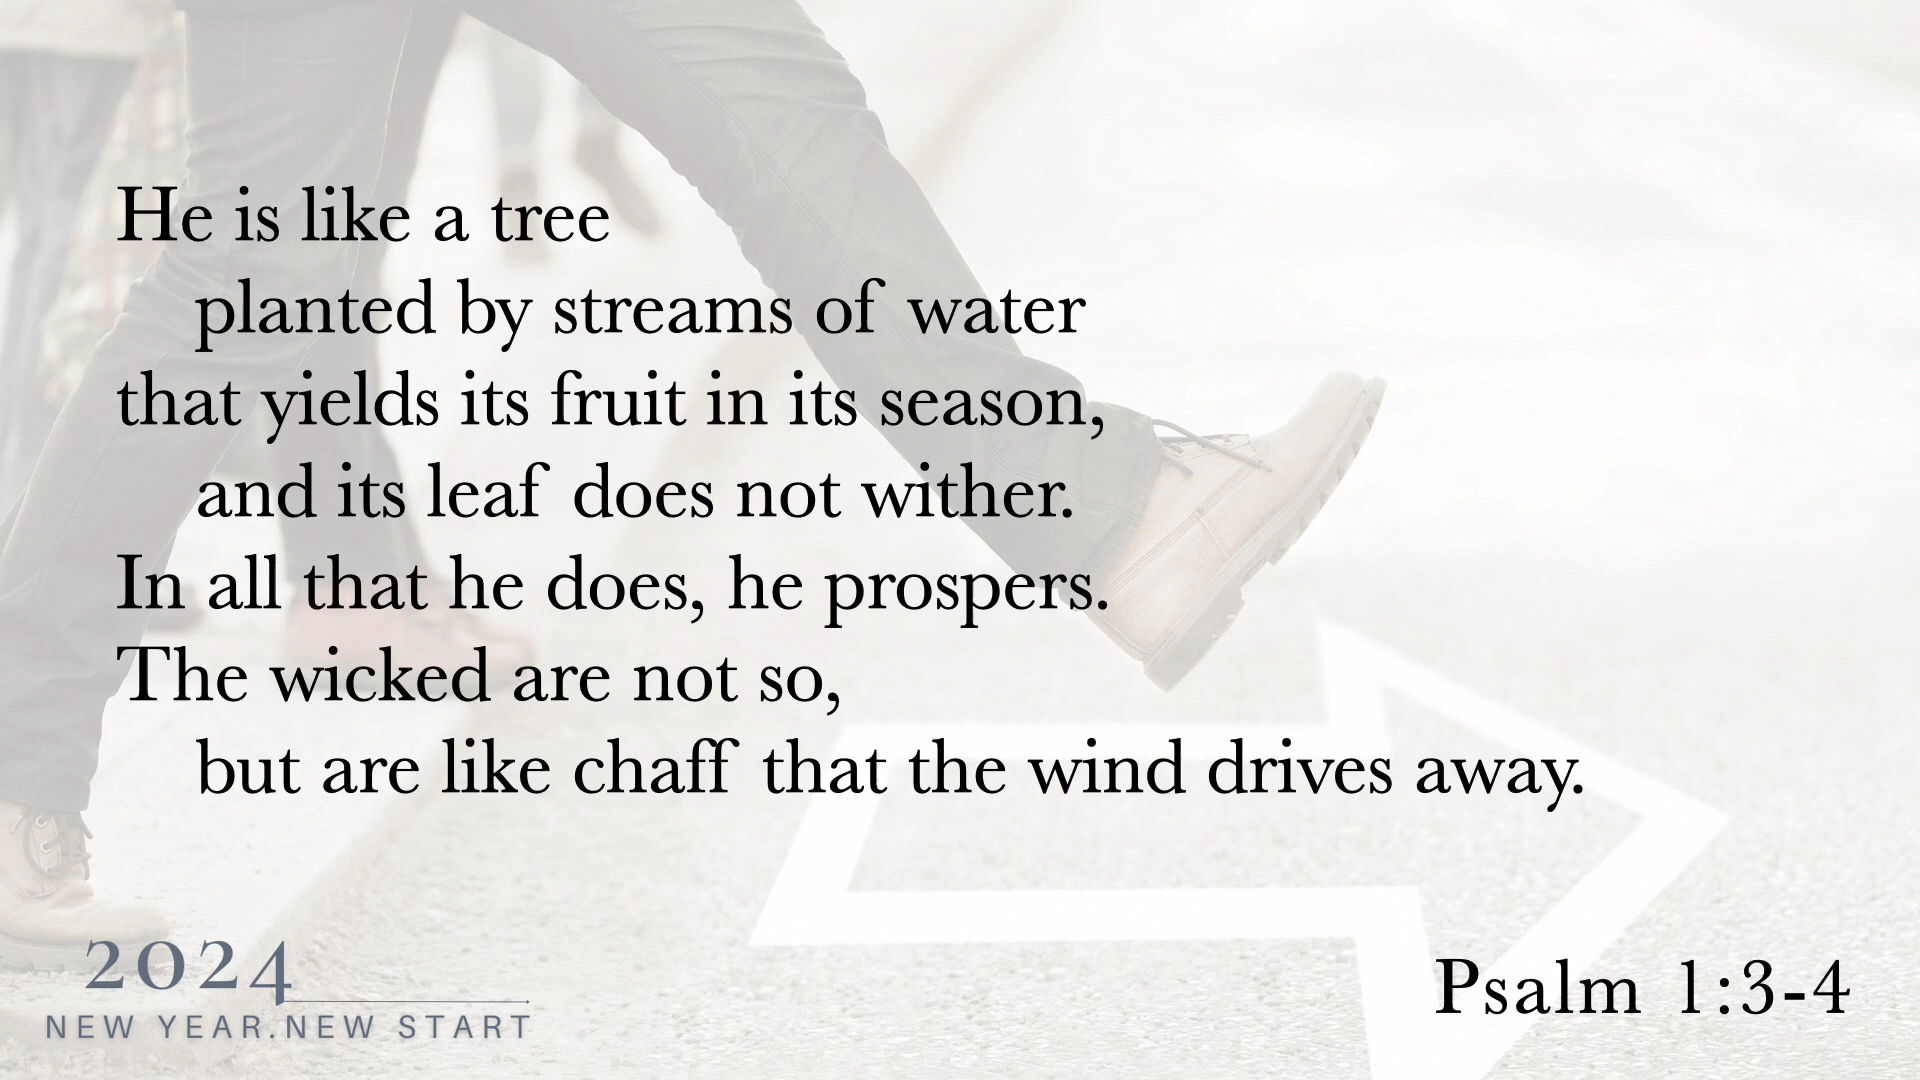 He is like a tree
planted by streams of water
that yields its fruit in its season,
and its leaf does not wither.
In all that he does, he prospers.
The wicked are not so,
but are like chaff that the wind drives away.
2024
NEW YEAR.NEW START
Psalm 1:3-4